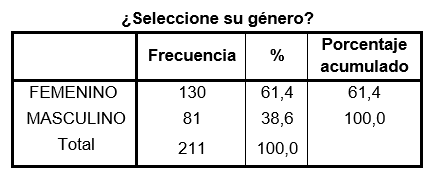 ¿Seleccione su género?
Frecuencia % Porcentaje
acumulado
FEMENINO 130 61,4 61,4
MASCULINO 81 38,6 100,0
Total 211 100,0